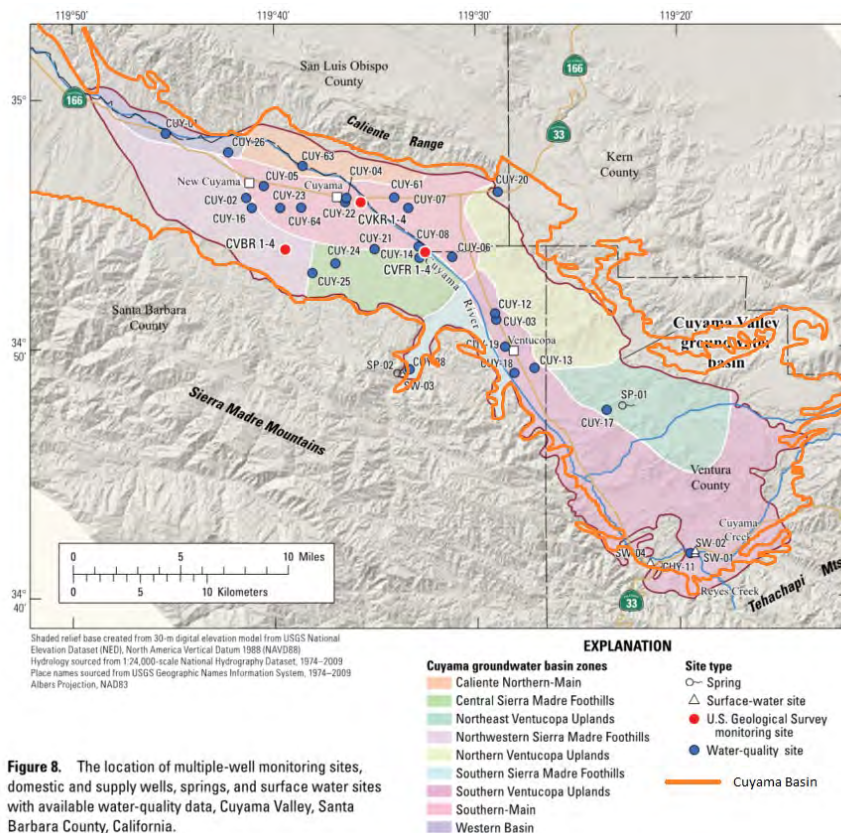 119°50'
119°40'
119°30'
119°20'
166
San Luis Obispo
County
35°
166
33
Caliente Range
Kern
County
CUY-01
CUY-26
CUY-63
CUY-04
CUY-20
New Cuyama
CUY-05
Cuyama
CUY-61
CUY-02
CUY-23
CUY-07
CUY-16
CUY-64
CUY-22
CVKR 1-4
CUY-08
CVBR 1-4
CUY-24
CUY-21
CUY-14
CUY-06
CUY-25
CVFR 1-4
Cuyama
River
Santa Barbara
County
CUY-12
CUY-03
50'
CUY-19
Ventucopa
Cuyama Valley
groundwater
basin
SP-02
CUY-28
CUY-18
CUY-13
SW-03
SP-01
CUY-17
Sierra Madre Mountains
Ventura
County
Cuyama
Creek
SW-02
SW-04
SW-01
CUY-11
Reyes Creek
Tehachapi Mts
0 5 10 Miles
0 5 10 Kilometers
33
40'
34°
Shaded relief base created from 30-m digital elevation model from USGS National
Elevation Dataset (NED), North America Vertical Datum 1988 (NAVD88)
Hydrology sourced from 1:24,000-scale National Hydrography Dataset, 1974–2009
Place names sourced from USGS Geographic Names Information System, 1974–2009
Albers Projection, NAD83
EXPLANATION
Cuyama groundwater basin zones
Caliente Northern-Main
Central Sierra Madre Foothills
Northeast Ventucopa Uplands
Northwestern Sierra Madre Foothills
Northern Ventucopa Uplands
Southern Sierra Madre Foothills
Southern Ventucopa Uplands
Southern-Main
Western Basin
Site type
Spring
Surface-water site
U.S. Geological Survey
monitoring site
Water-quality site
Cuyama Basin
Figure 8. The location of multiple-well monitoring sites,
domestic and supply wells, springs, and surface water sites
with available water-quality data, Cuyama Valley, Santa
Barbara County, California.